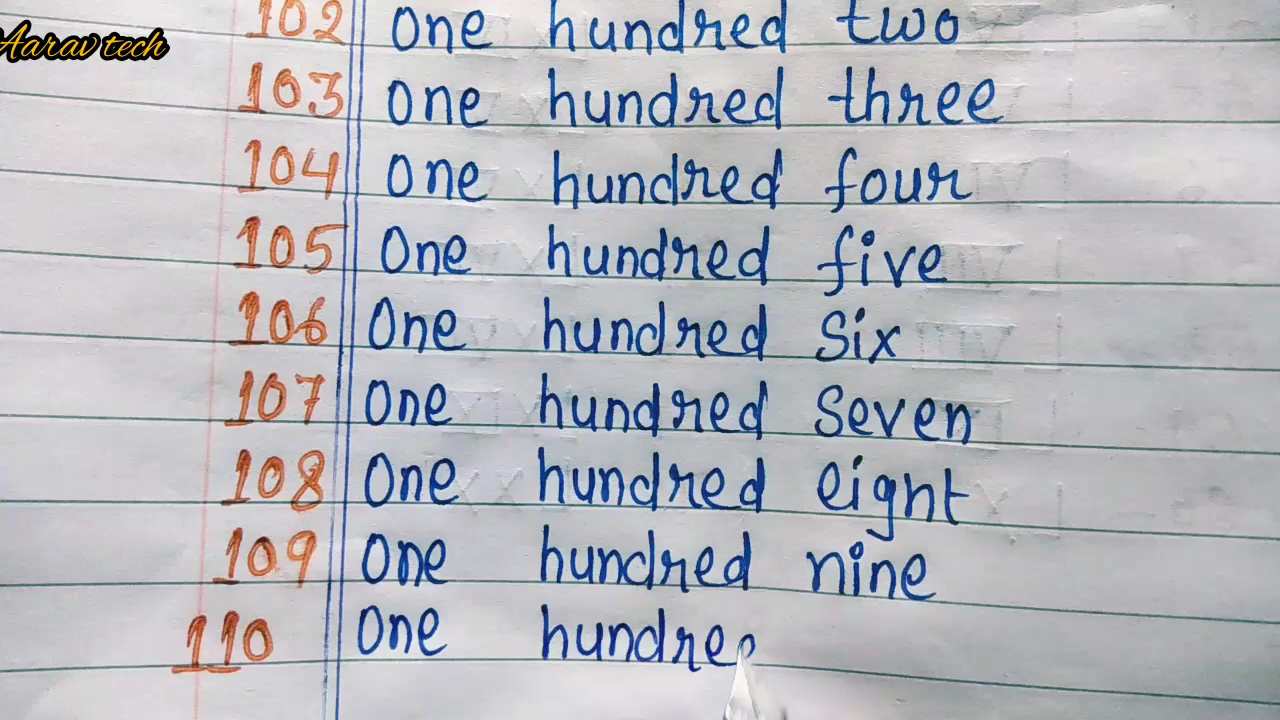 Aarav tech
102 One hundred two
103 One hundred three
104 One hundred four
105 One hundred five
106 One hundred Six
107 One hundred Seven
108 One hundred eight
109 One hundred nine
110 One hundre